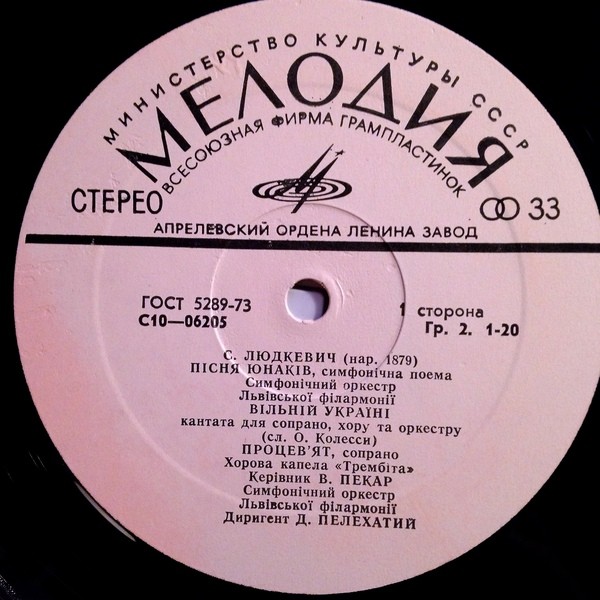 МИНИСТЕРСТВО КУЛЬТУРЫ СССР
МЕЛОДИЯ
ВСЕСОЮЗНАЯ ФИРМА ГРАМПЛАСТИНОК
СТЕРЕО
33
АПРЕЛЕВСКИЙ ОРДЕНА ЛЕНИНА ЗАВОД
ГОСТ 5289-73
С10—06205
1 сторона
Гр. 2. 1-20
С. ЛЮДКЕВИЧ (нар. 1879)
ПІСНЯ ЮНАКІВ, симфонічна поема
Симфонічний оркестр
Львівської філармонії
ВІЛЬНІЙ УКРАЇНІ
кантата для сопрано, хору та оркестру
(сл. О. Колесси)
ПРОЦЕВ'ЯТ, сопрано
Хорова капела «Трембіта»
Керівник В. ПЕКАР
Симфонічний оркестр
Львівської філармонії
Диригент Д. ПЕЛЕХАТИЙ